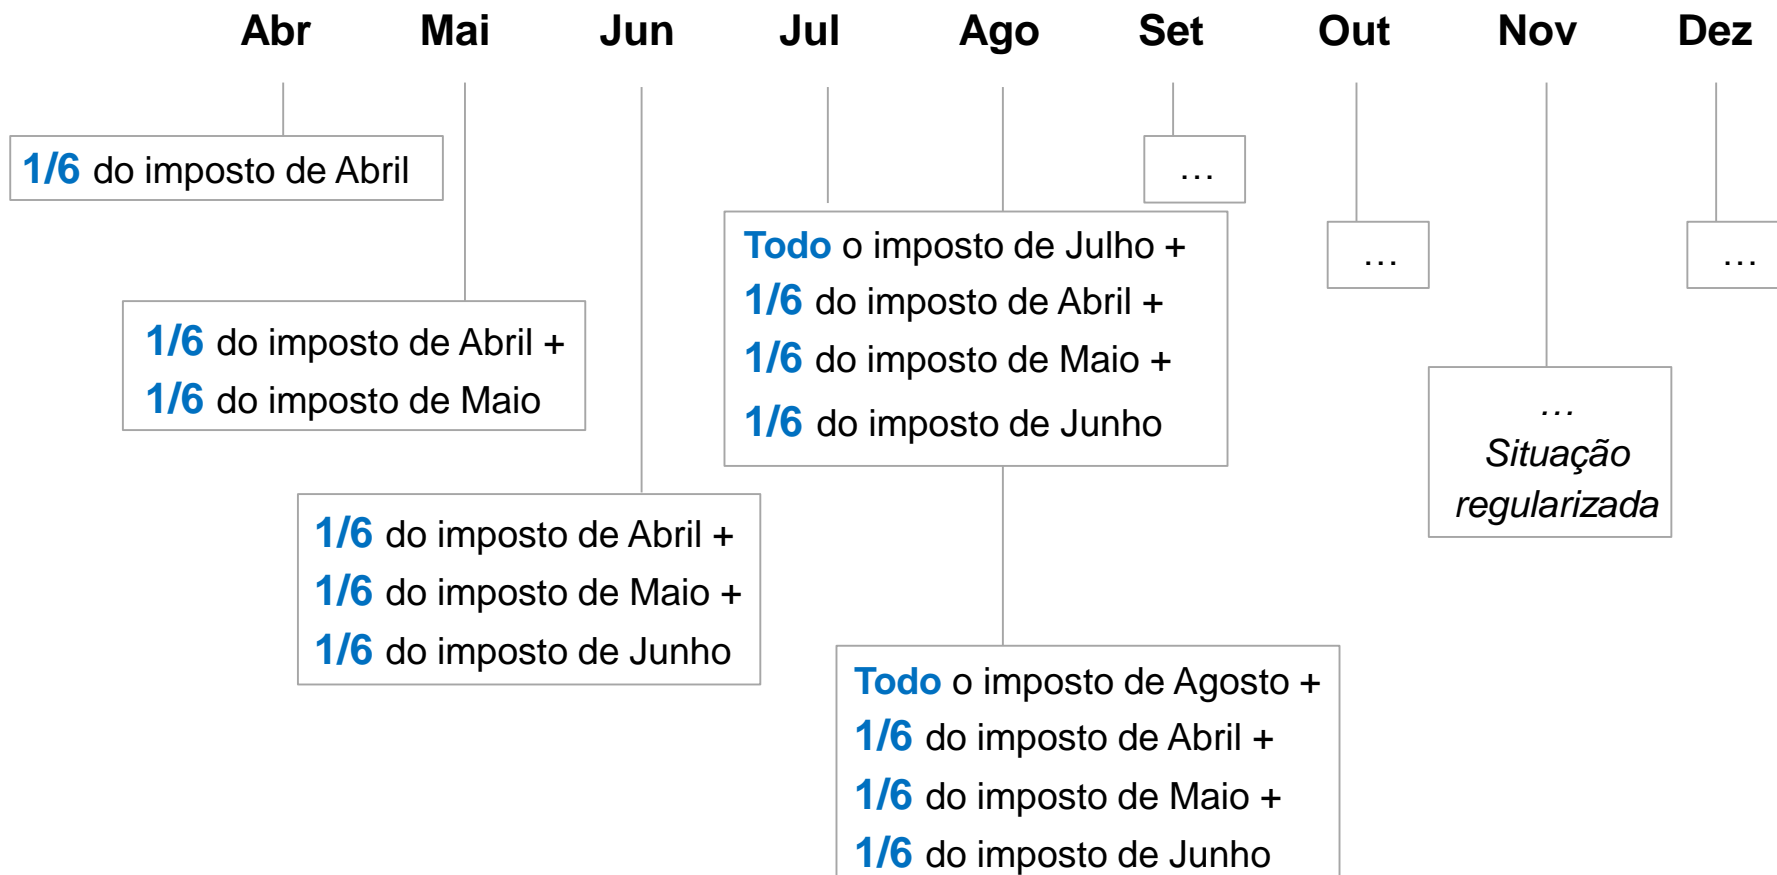 Abr Mai Jun Jul Ago Set Out Nov Dez
1/6 do imposto de Abril
1/6 do imposto de Abril +
1/6 do imposto de Maio
1/6 do imposto de Abril +
1/6 do imposto de Maio +
1/6 do imposto de Junho
Todo o imposto de Julho +
1/6 do imposto de Abril +
1/6 do imposto de Maio +
1/6 do imposto de Junho
Todo o imposto de Agosto +
1/6 do imposto de Abril +
1/6 do imposto de Maio +
1/6 do imposto de Junho
…
…
…
Situação
regularizada
…